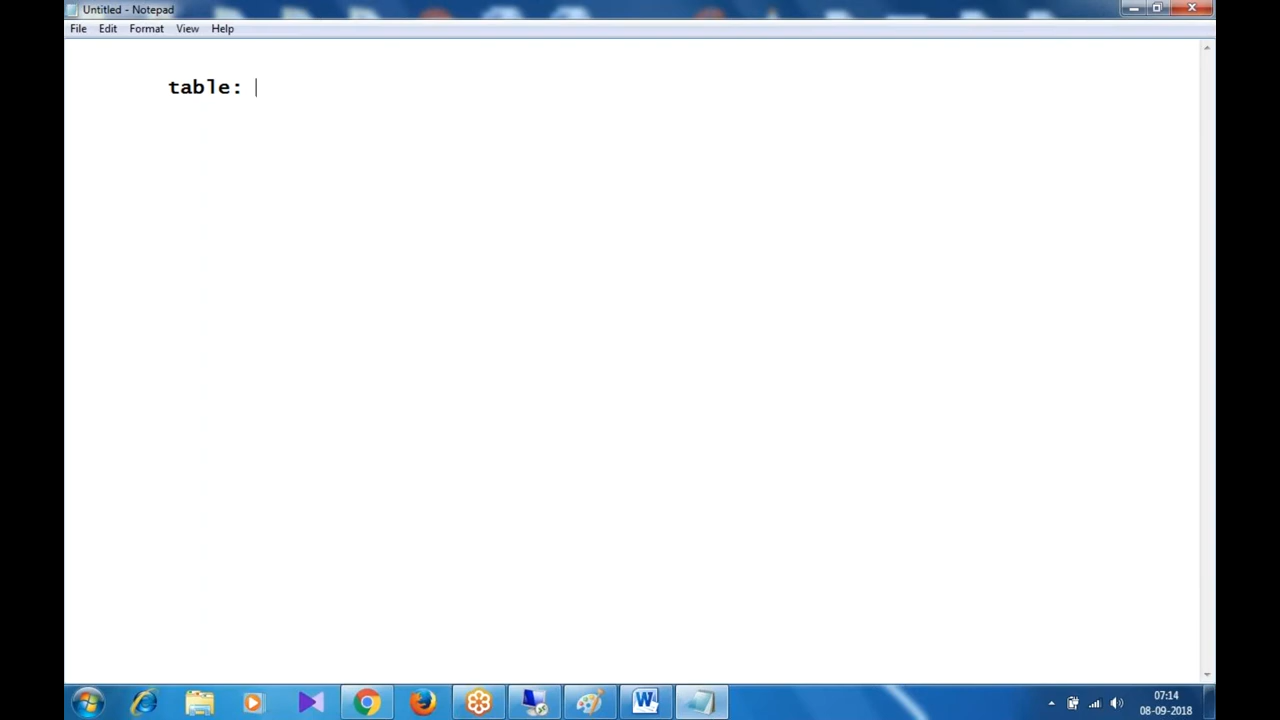 Untitled - Notepad
File Edit Format View Help
table:
07:14
08-09-2018